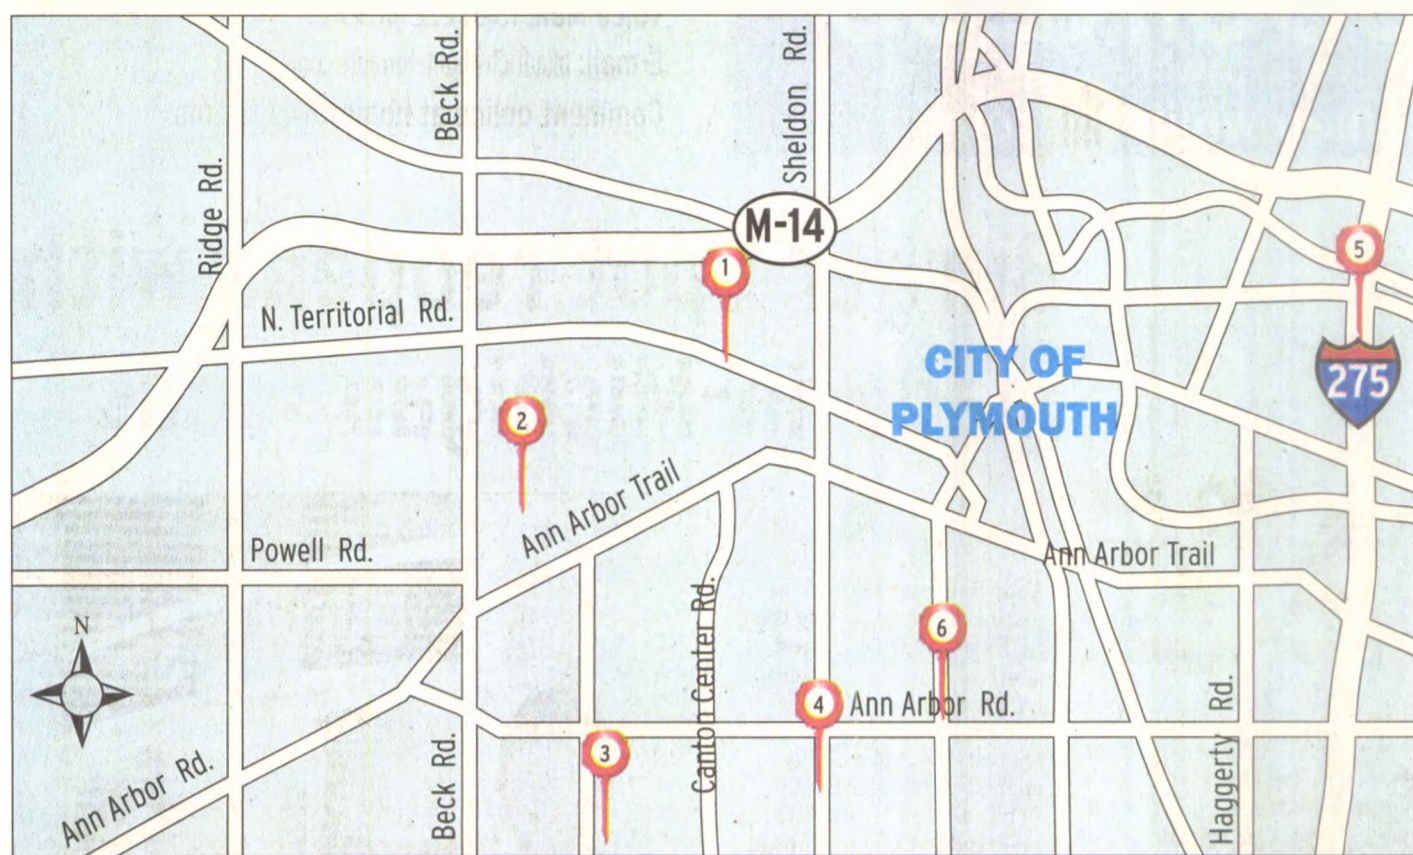 Beck Rd.
Sheldon Rd.
Ridge Rd.
M-14
1
5
N. Territorial Rd.
CITY OF
PLYMOUTH
275
2
Ann Arbor Trail
Powell Rd.
Ann Arbor Trail
N
Canton Center Rd.
6
4
Ann Arbor Rd.
Haggerty Rd.
3
Beck Rd.
Ann Arbor Rd.